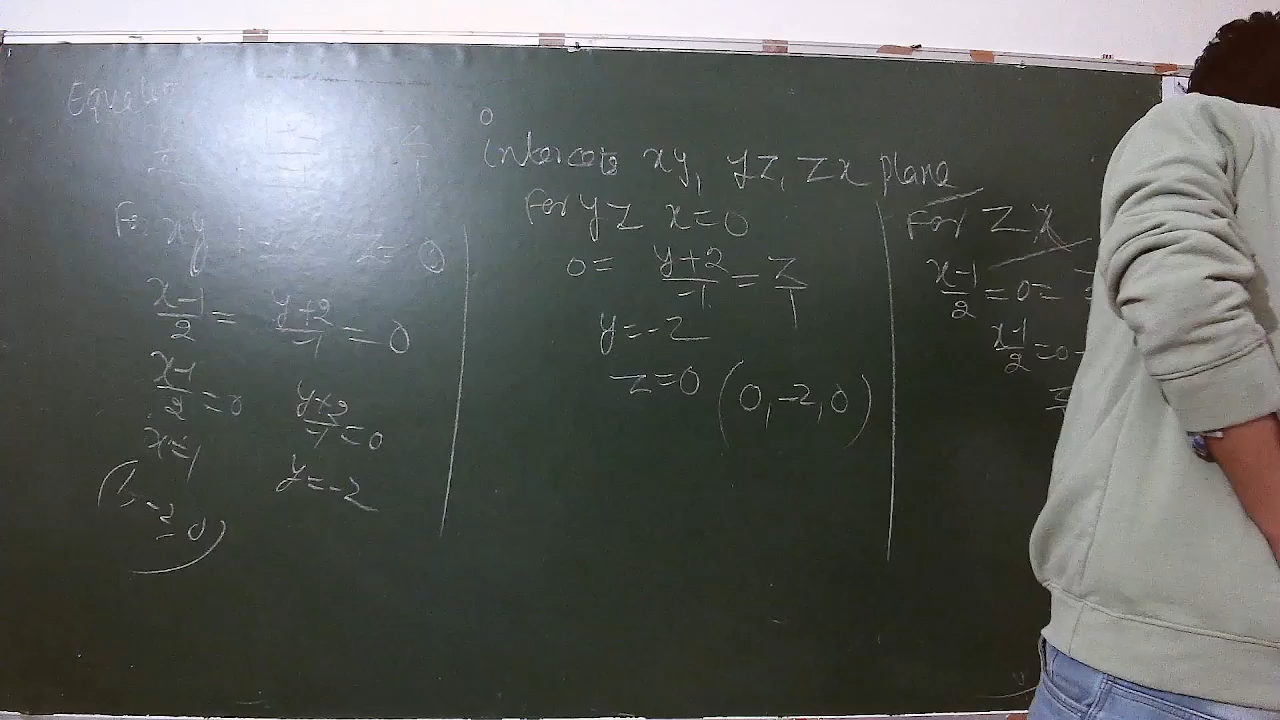 intercets xy, yz, zx plane
For xy z = 0
x-1/2 = y+2/-1 = 0
x-1/2 = 0 y+2/-1 = 0
x = 1 y = -2
(1, -2, 0)
For yz x = 0
0 = y+2/-1 = z/1
y = -2
z = 0 (0, -2, 0)
For zx
x-1/2 = 0 =
x-1/2 = 0